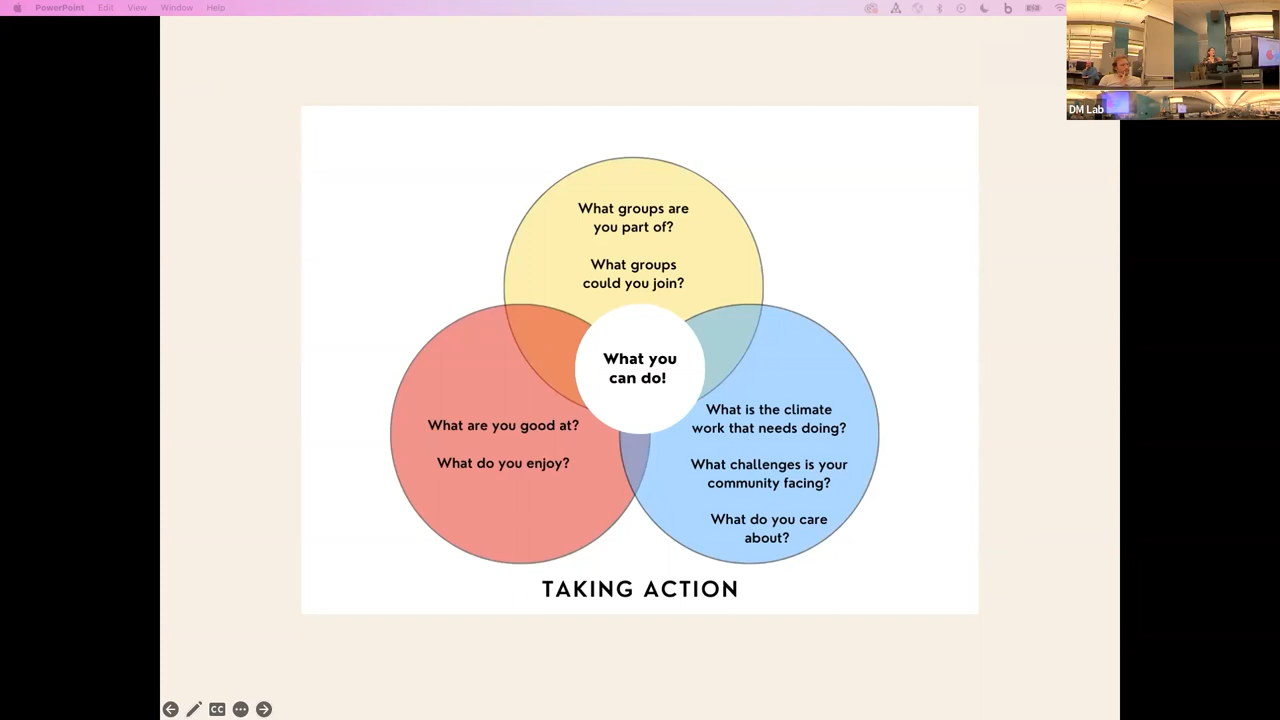 PowerPoint Edit View Window Help
DM Lab
What groups are
you part of?
What groups
could you join?
What you
can do!
What are you good at?
What do you enjoy?
What is the climate
work that needs doing?
What challenges is your
community facing?
What do you care
about?
TAKING ACTION
CC